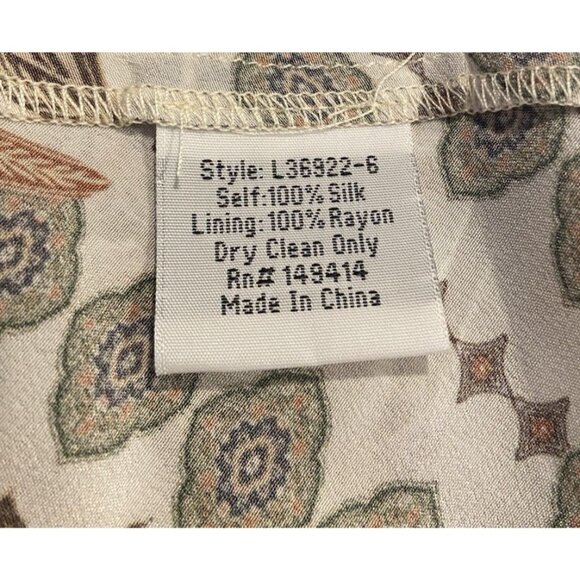 Style: L36922-6
Self:100% Silk
Lining:100% Rayon
Dry Clean Only
Rn# 149414
Made In China